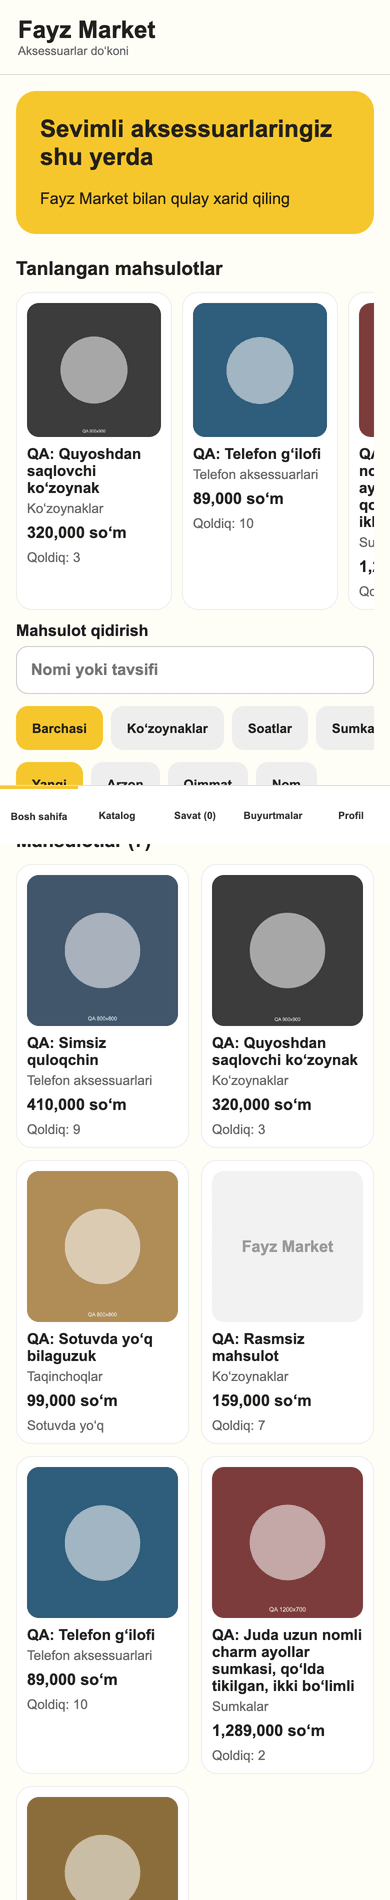 Fayz Market
Aksessuarlar do‘koni
Sevimli aksessuarlaringiz
shu yerda
Fayz Market bilan qulay xarid qiling
Tanlangan mahsulotlar
QA 900x900
QA: Quyoshdan
saqlovchi
ko‘zoynak
Ko‘zoynaklar
320,000 so‘m
Qoldiq: 3
QA: Telefon g‘ilofi
Telefon aksessuarlari
89,000 so‘m
Qoldiq: 10
Mahsulot qidirish
Nomi yoki tavsifi
Barchasi
Ko‘zoynaklar
Soatlar
Sumka
Yangi
Arzon
Qimmat
Nom
Bosh sahifa
Katalog
Savat (0)
Buyurtmalar
Profil
QA 800x800
QA: Simsiz
quloqchin
Telefon aksessuarlari
410,000 so‘m
Qoldiq: 9
QA 900x900
QA: Quyoshdan
saqlovchi ko‘zoynak
Ko‘zoynaklar
320,000 so‘m
Qoldiq: 3
QA 800x800
QA: Sotuvda yo‘q
bilaguzuk
Taqinchoqlar
99,000 so‘m
Sotuvda yo‘q
Fayz Market
QA: Rasmsiz
mahsulot
Ko‘zoynaklar
159,000 so‘m
Qoldiq: 7
QA: Telefon g‘ilofi
Telefon aksessuarlari
89,000 so‘m
Qoldiq: 10
QA 1200x700
QA: Juda uzun nomli
charm ayollar
sumkasi, qo‘lda
tikilgan, ikki bo‘limli
Sumkalar
1,289,000 so‘m
Qoldiq: 2